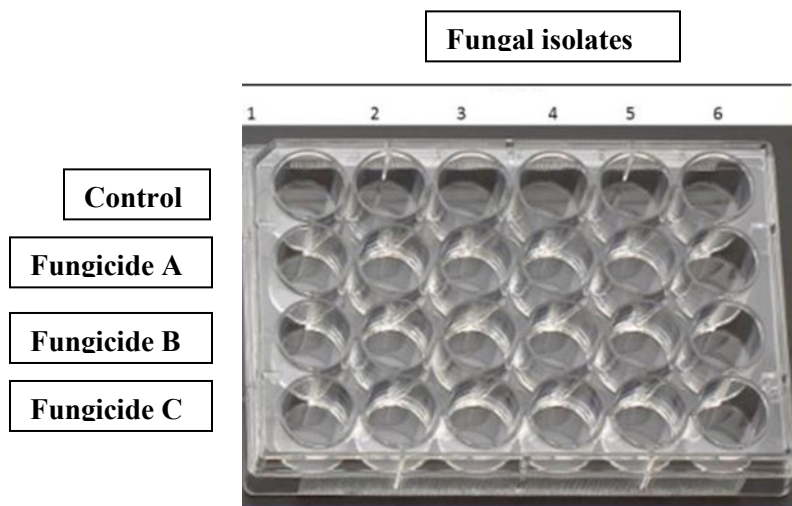 Fungal isolates
1 2 3 4 5 6
Control
Fungicide A
Fungicide B
Fungicide C